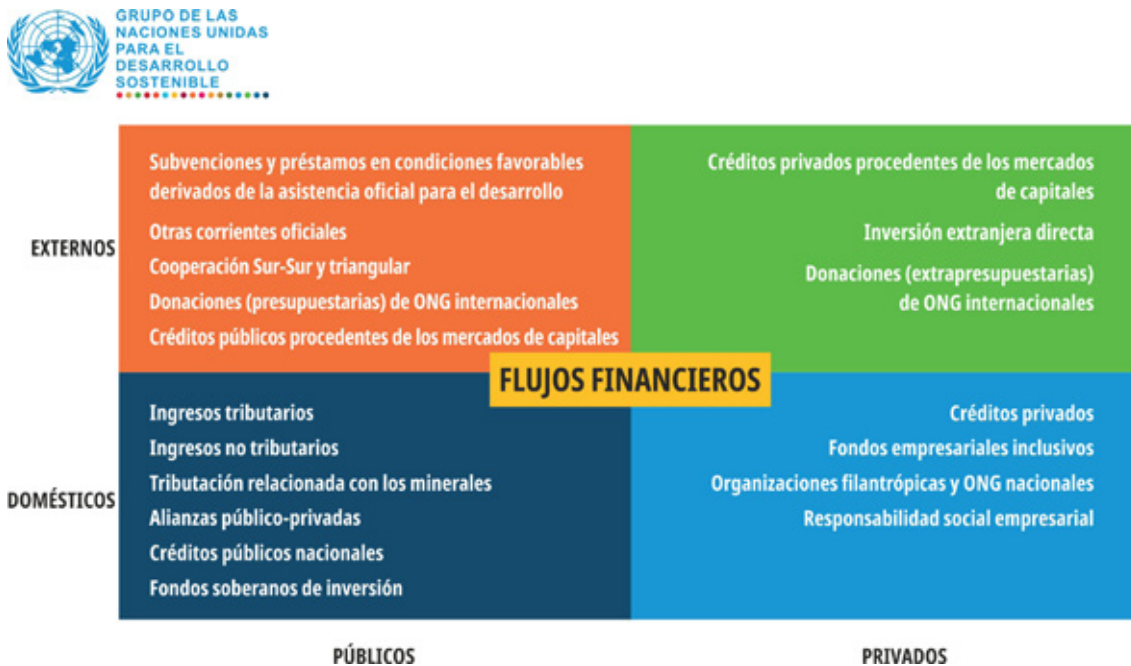 GRUPO DE LAS
NACIONES UNIDAS
PARA EL
DESARROLLO
SOSTENIBLE
EXTERNOS
Subvenciones y préstamos en condiciones favorables
derivados de la asistencia oficial para el desarrollo
Otras corrientes oficiales
Cooperación Sur-Sur y triangular
Donaciones (presupuestarias) de ONG internacionales
Créditos públicos procedentes de los mercados de capitales
Créditos privados procedentes de los mercados
de capitales
Inversión extranjera directa
Donaciones (extrapresupuestarias)
de ONG internacionales
FLUJOS FINANCIEROS
DOMÉSTICOS
Ingresos tributarios
Ingresos no tributarios
Tributación relacionada con los minerales
Alianzas público-privadas
Créditos públicos nacionales
Fondos soberanos de inversión
Créditos privados
Fondos empresariales inclusivos
Organizaciones filantrópicas y ONG nacionales
Responsabilidad social empresarial
PÚBLICOS
PRIVADOS